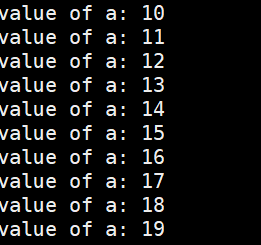 value of a: 10
value of a: 11
value of a: 12
value of a: 13
value of a: 14
value of a: 15
value of a: 16
value of a: 17
value of a: 18
value of a: 19